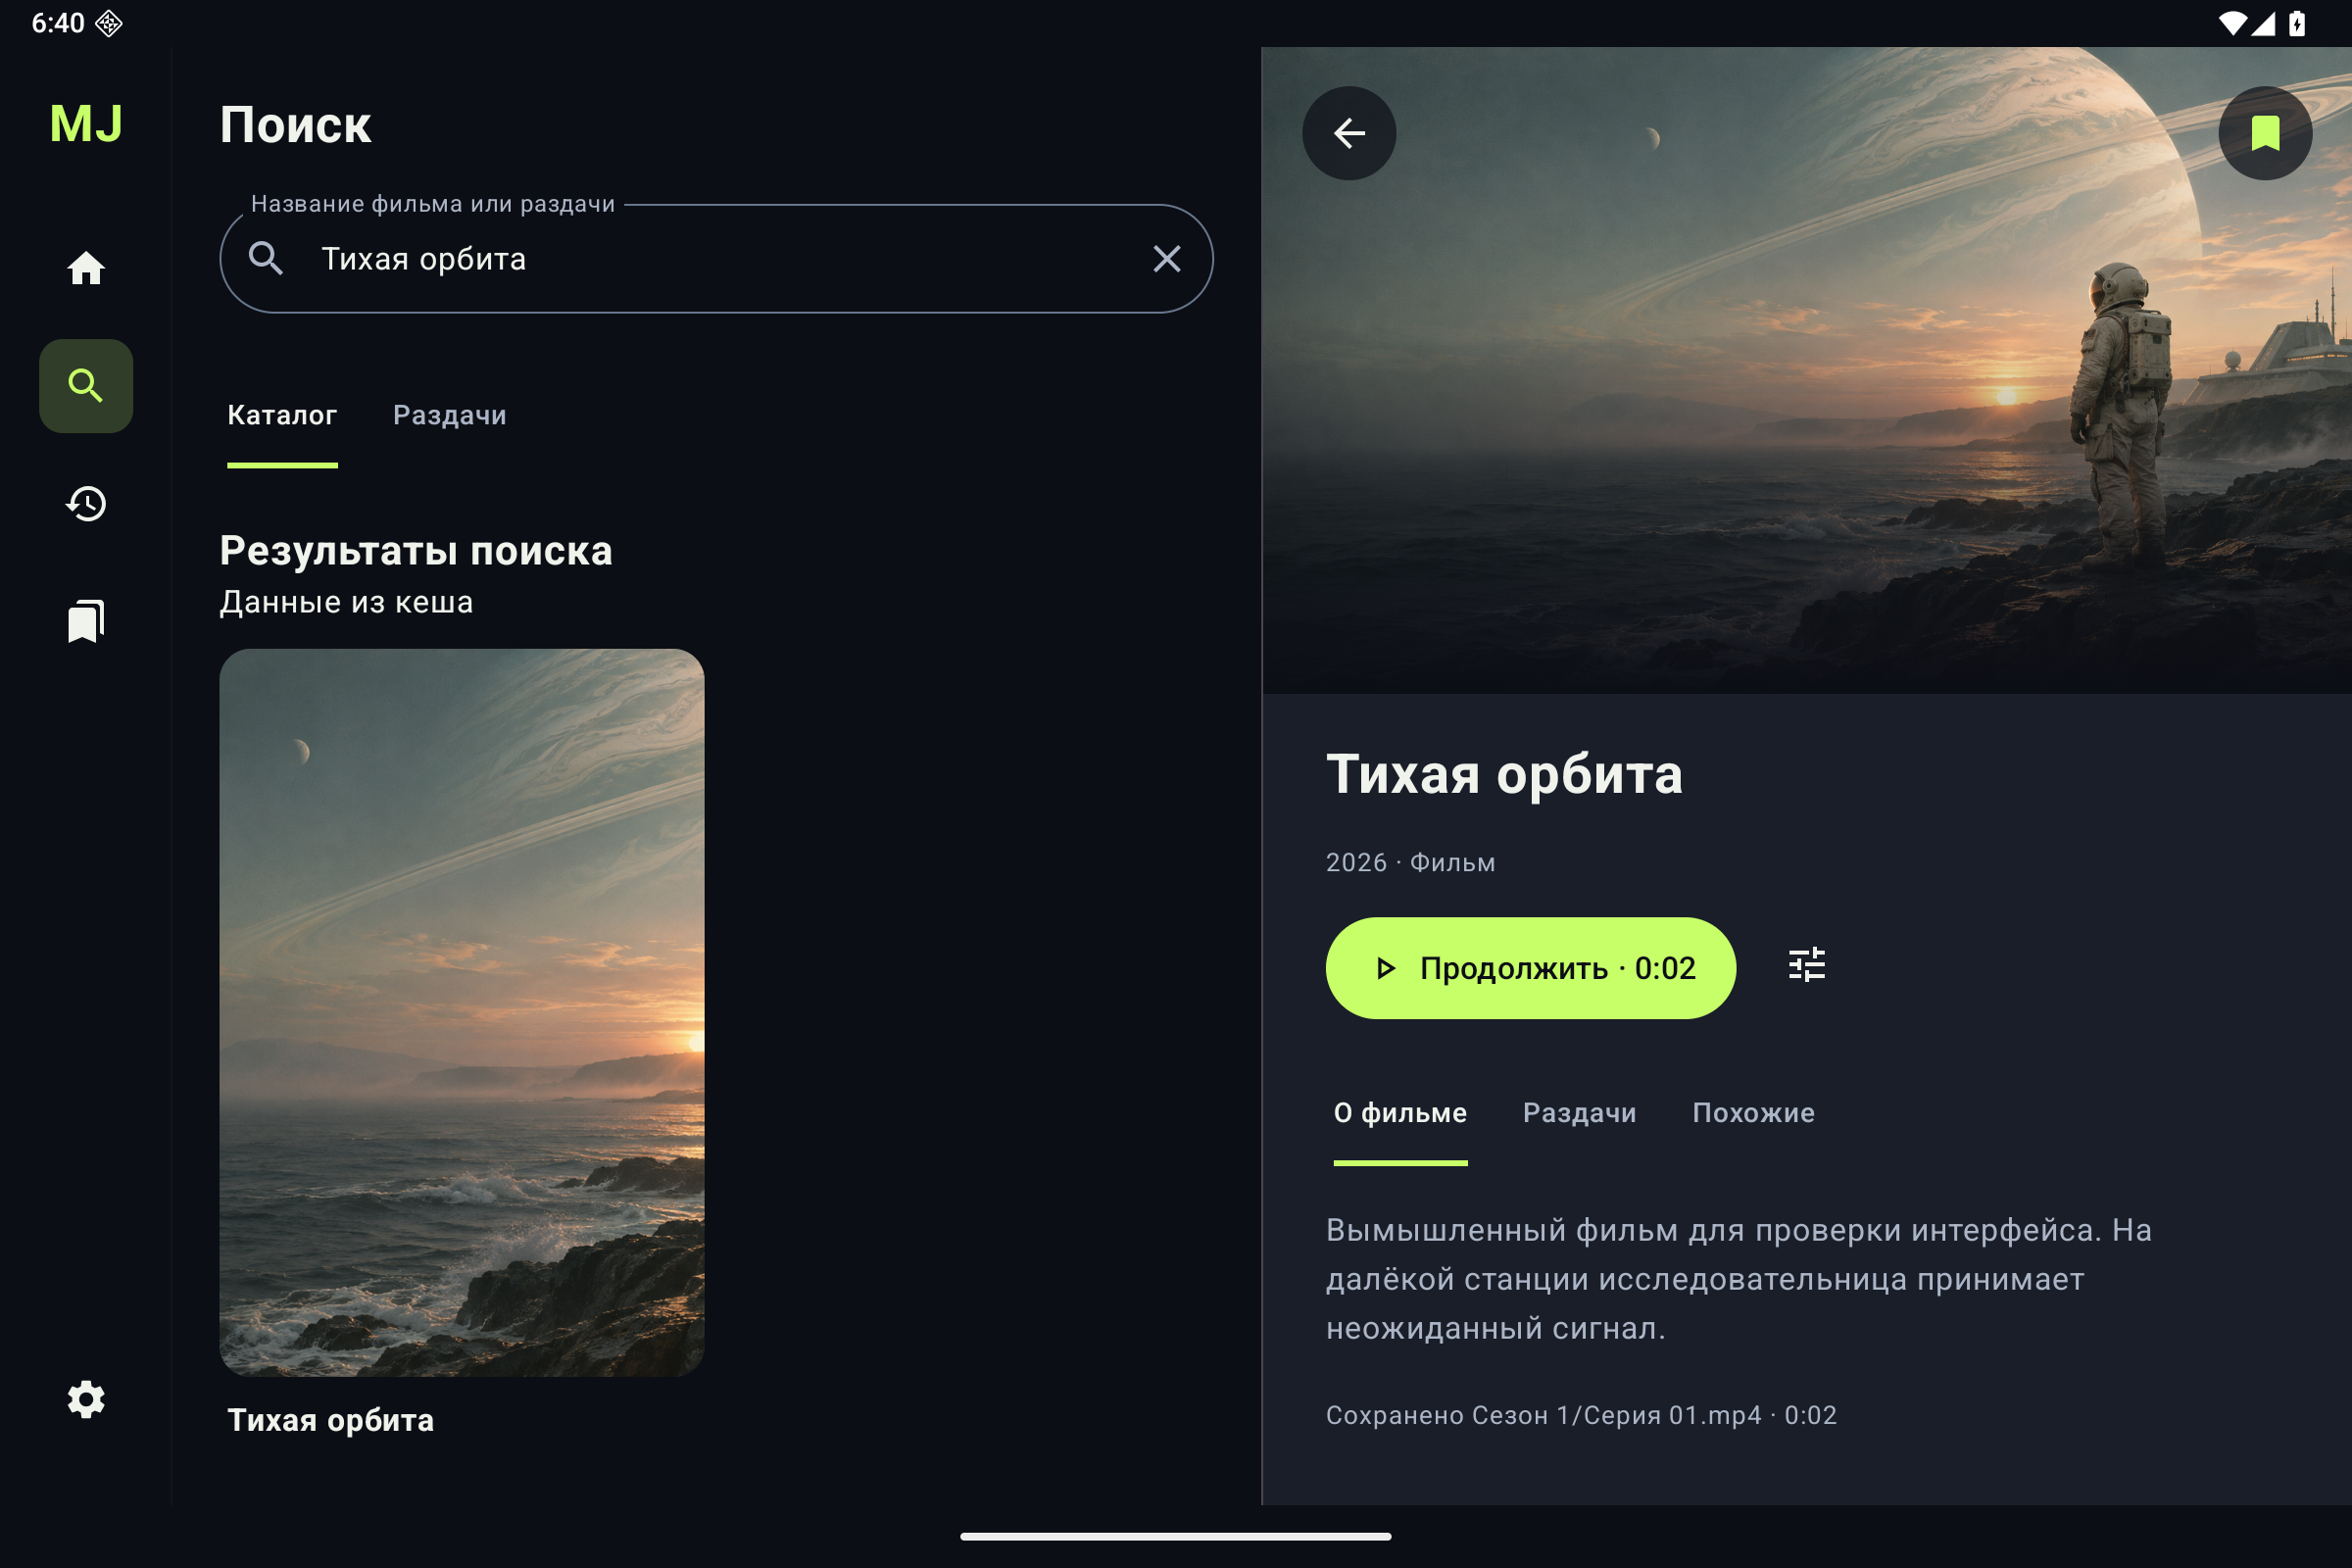 6:40
MJ
Поиск
Название фильма или раздачи
Тихая орбита
Каталог
Раздачи
Результаты поиска
Данные из кеша
Тихая орбита
Тихая орбита
2026 · Фильм
Продолжить · 0:02
О фильме
Раздачи
Похожие
Вымышленный фильм для проверки интерфейса. На
далёкой станции исследовательница принимает
неожиданный сигнал.
Сохранено Сезон 1/Серия 01.mp4 · 0:02